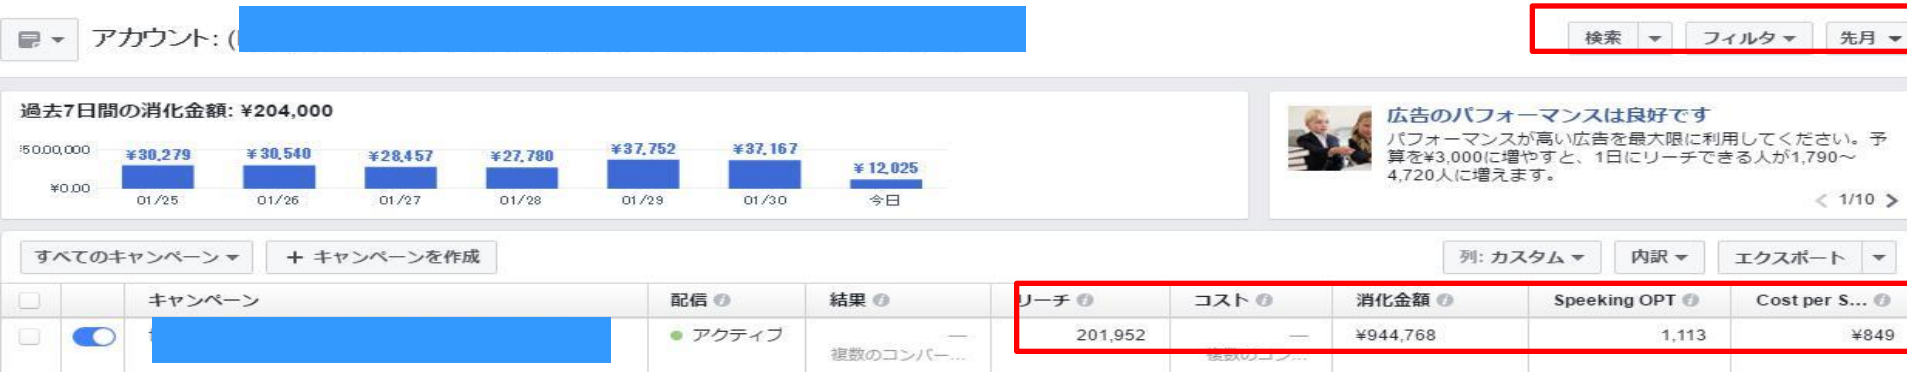 アカウント: (
検索
フィルタ
先月
過去7日間の消化金額: ¥204,000
¥30,279
¥30,540
¥28,457
¥27,780
¥37,752
¥37,167
¥12,025
¥0.00
01/25
01/26
01/27
01/28
01/29
01/30
今日
広告のパフォーマンスは良好です
パフォーマンスが高い広告を最大限に利用してください。予
算を¥3,000に増やすと、1日にリーチできる人が1,790～
4,720人に増えます。
1/10
すべてのキャンペーン
+ キャンペーンを作成
列: カスタム
内訳
エクスポート
キャンペーン
配信
結果
リーチ
コスト
消化金額
Speeking OPT
Cost per S...
アクティブ
—
201,952
—
¥944,768
1,113
¥849
複数のコンバー...
複数のコン...